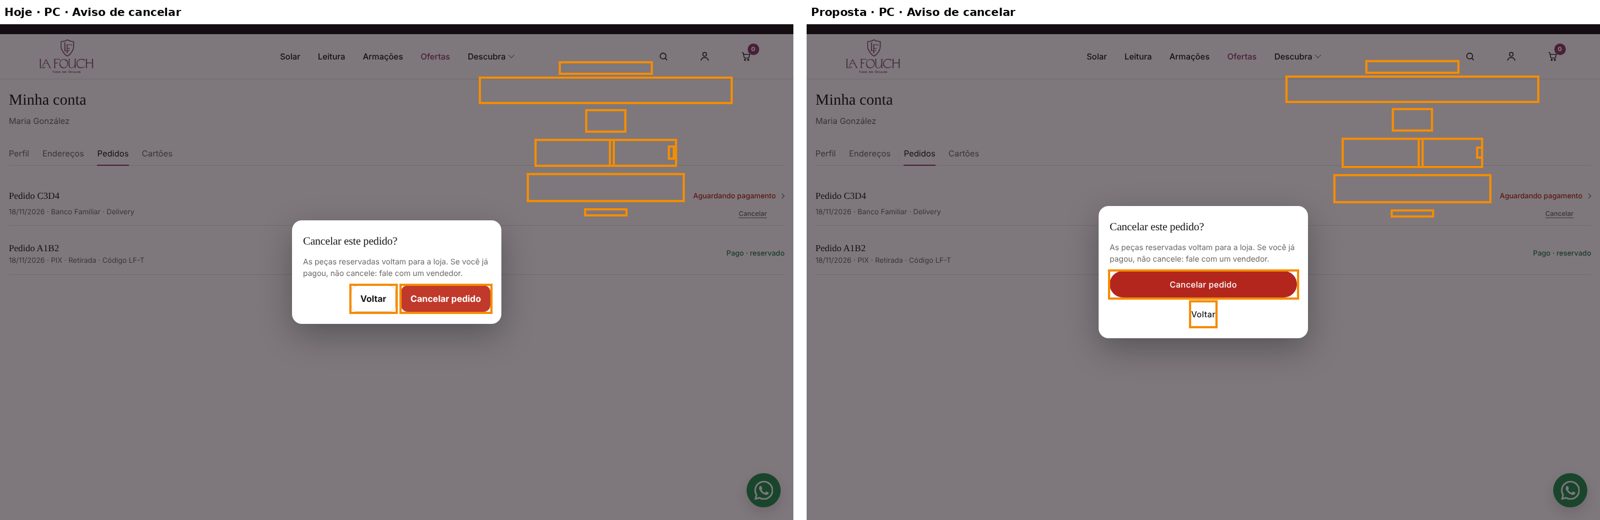 Hoje · PC · Aviso de cancelar
LF
LA FOUCH
Solar Leitura Armações Ofertas Descubra
0
Minha conta
Maria González
Perfil Endereços Pedidos Cartões
Pedido C3D4
Aguardando pagamento
18/11/2026 · Banco Familiar · Delivery
Cancelar
Pedido A1B2
18/11/2026 · PIX · Retirada · Código LF-T
Pago · reservado
Cancelar este pedido?
As peças reservadas voltam para a loja. Se você já
pagou, não cancele: fale com um vendedor.
Voltar Cancelar pedido
Proposta · PC · Aviso de cancelar
LF
LA FOUCH
Solar Leitura Armações Ofertas Descubra
0
Minha conta
Maria González
Perfil Endereços Pedidos Cartões
Pedido C3D4
Aguardando pagamento
18/11/2026 · Banco Familiar · Delivery
Cancelar
Pedido A1B2
18/11/2026 · PIX · Retirada · Código LF-T
Pago · reservado
Cancelar este pedido?
As peças reservadas voltam para a loja. Se você já
pagou, não cancele: fale com um vendedor.
Cancelar pedido
Voltar